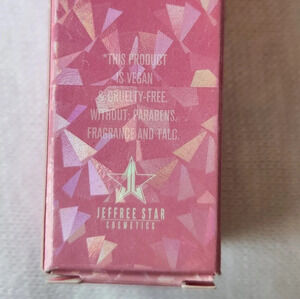 *THIS PRODUCT
IS VEGAN
& CRUELTY-FREE.
WITHOUT: PARABENS,
FRAGRANCE AND TALC.
JEFFREE STAR
COSMETICS